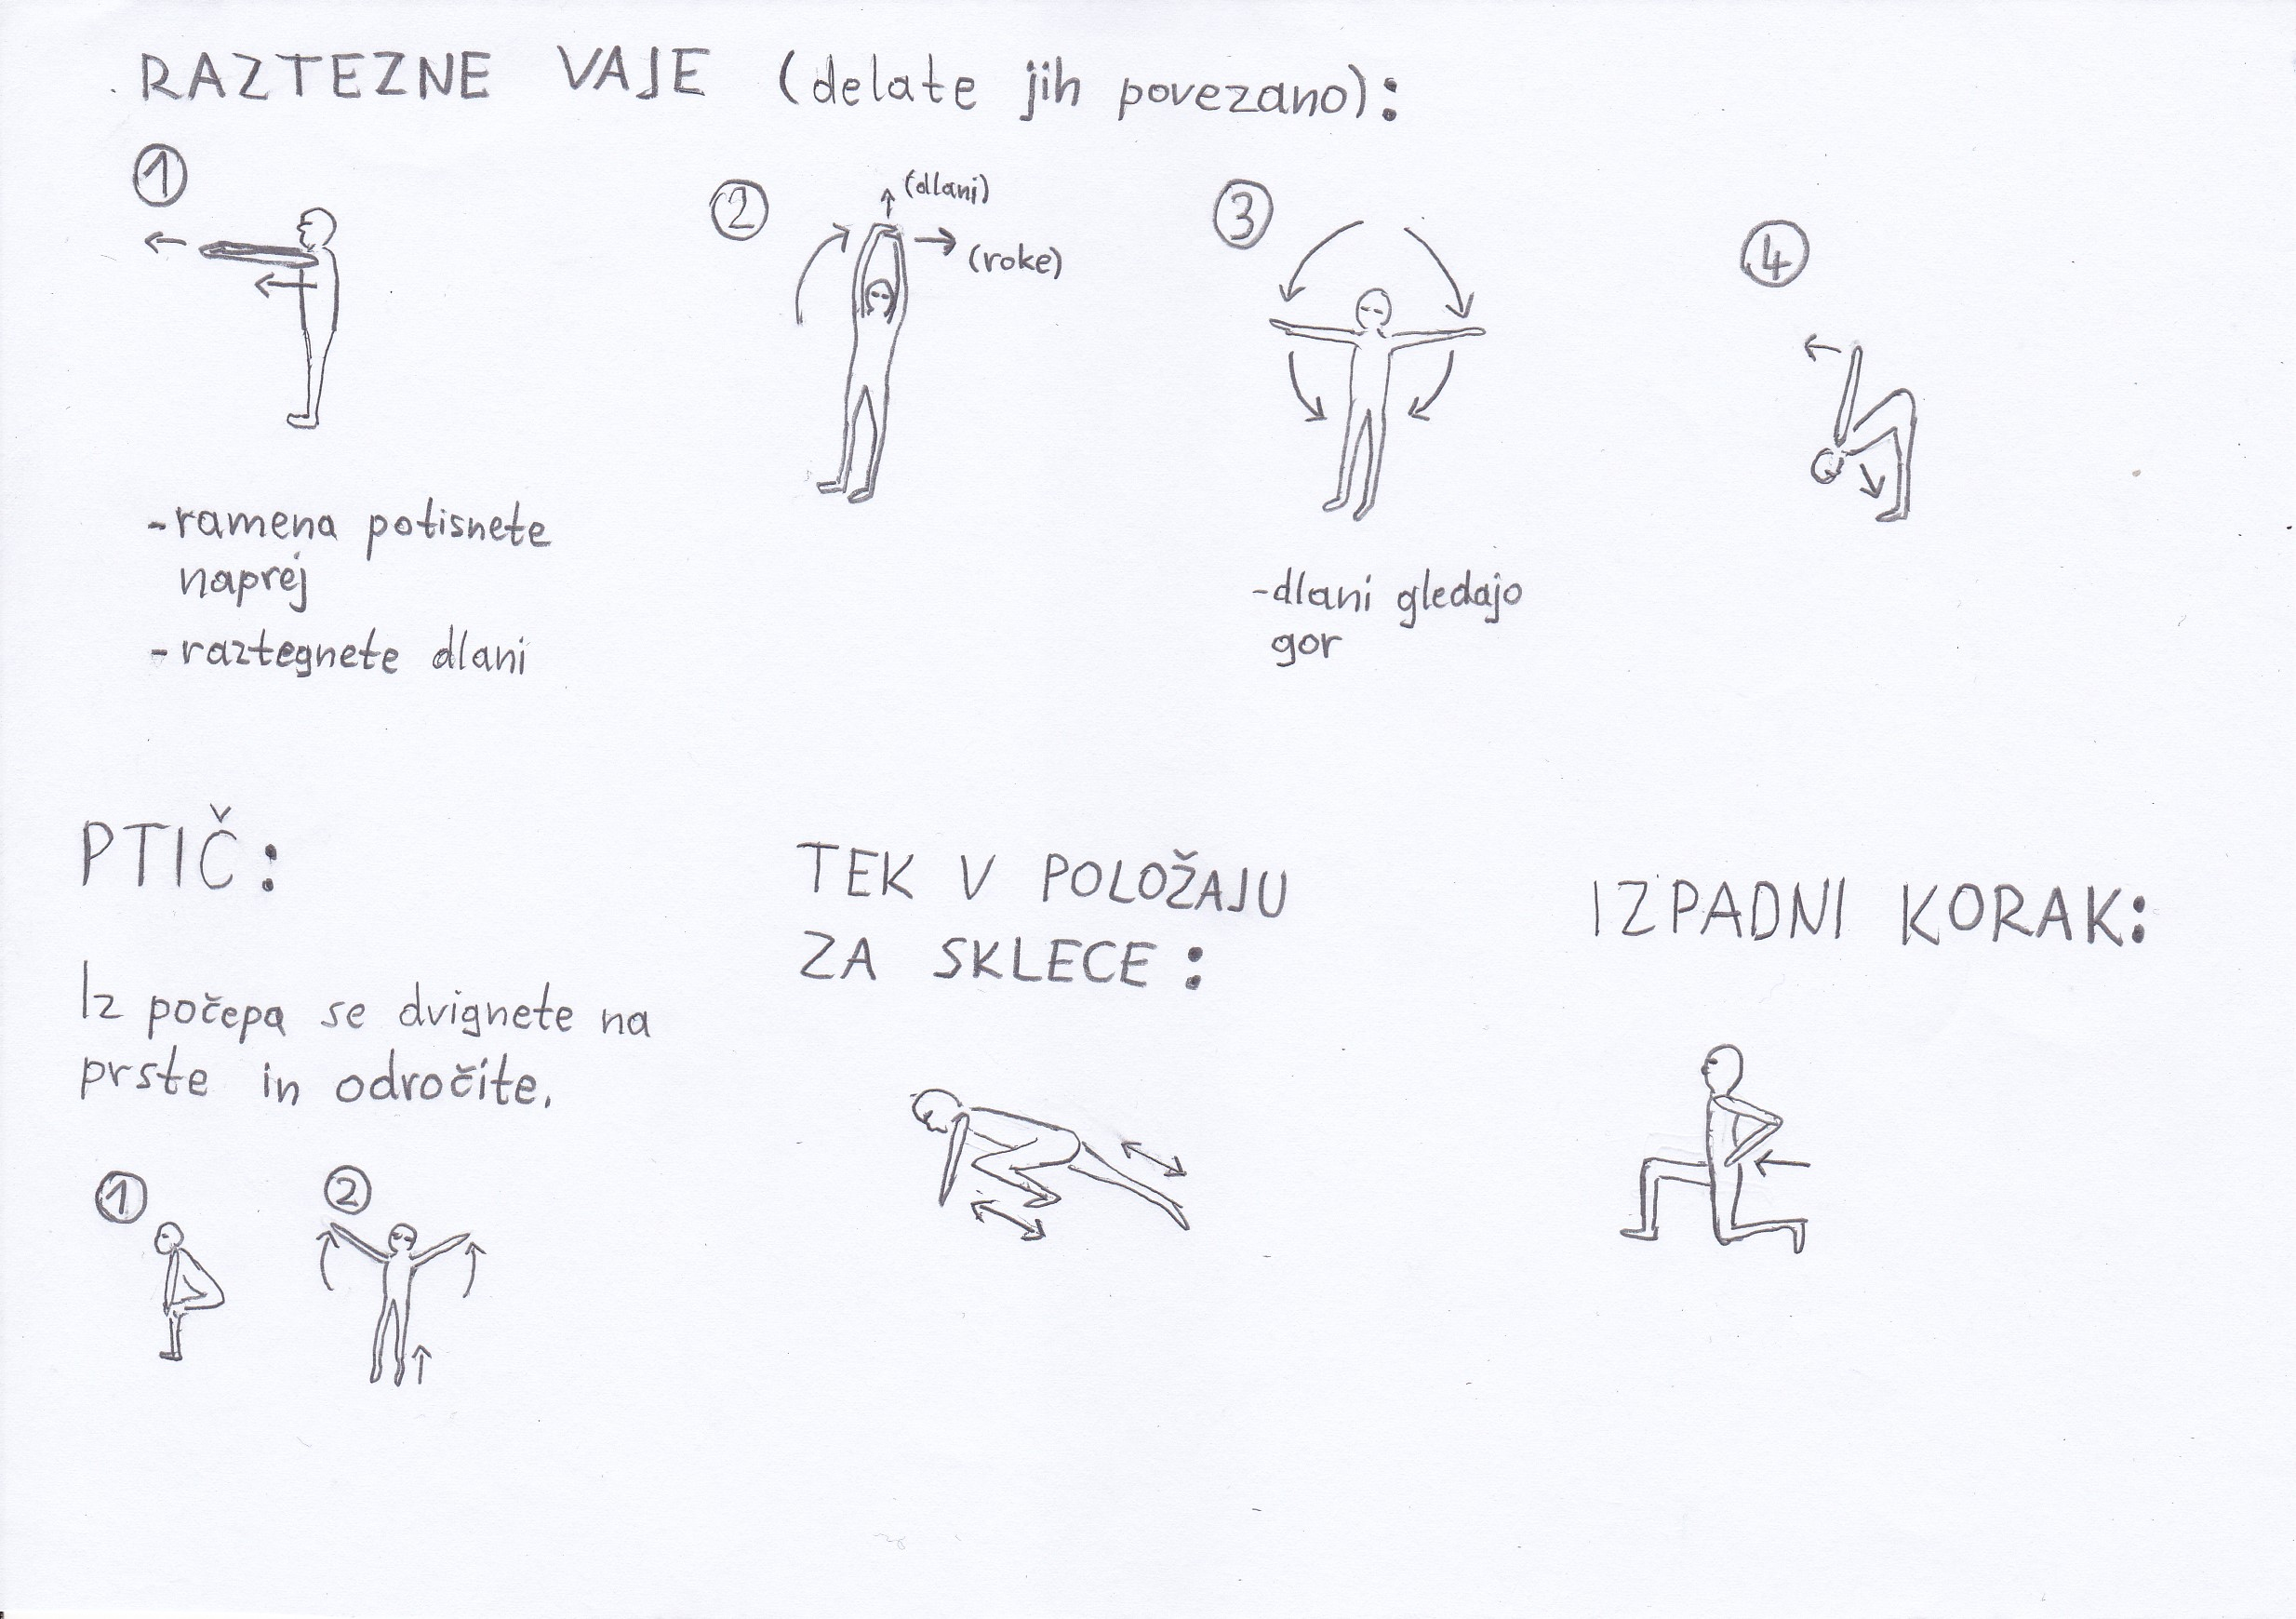 RAZTEZNE VAJE (delate jih povezano):
1
2
(dlani)
(roke)
3
4
-ramena potisnete
naprej
-raztegnete dlani
-dlani gledajo
gor
PTIČ:
Iz počepa se dvignete na
prste in odročite.
1
2
TEK V POLOŽAJU
ZA SKLECE:
IZPADNI KORAK: